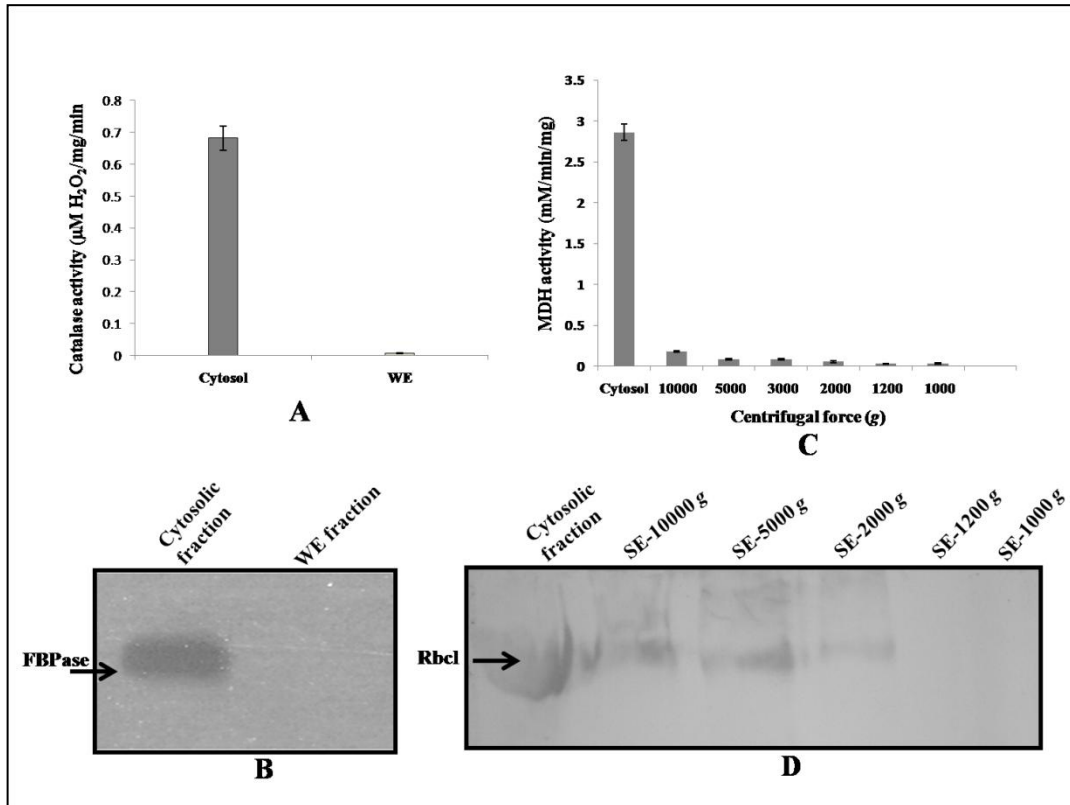 Catalase activity (µM H₂O₂/mg/min
0.8
0.7
0.6
0.5
0.4
0.3
0.2
0.1
0
Cytosol WE
A
MDH activity (mM/min/mg)
3.5
3
2.5
2
1.5
1
0.5
0
Cytosol 10000 5000 3000 2000 1200 1000
Centrifugal force (g)
C
Cytosolic
fraction
WE fraction
FBPase
B
Cytosolic
fraction
SE-10000 g
SE-5000 g
SE-2000 g
SE-1200 g
SE-1000 g
Rbcl
D